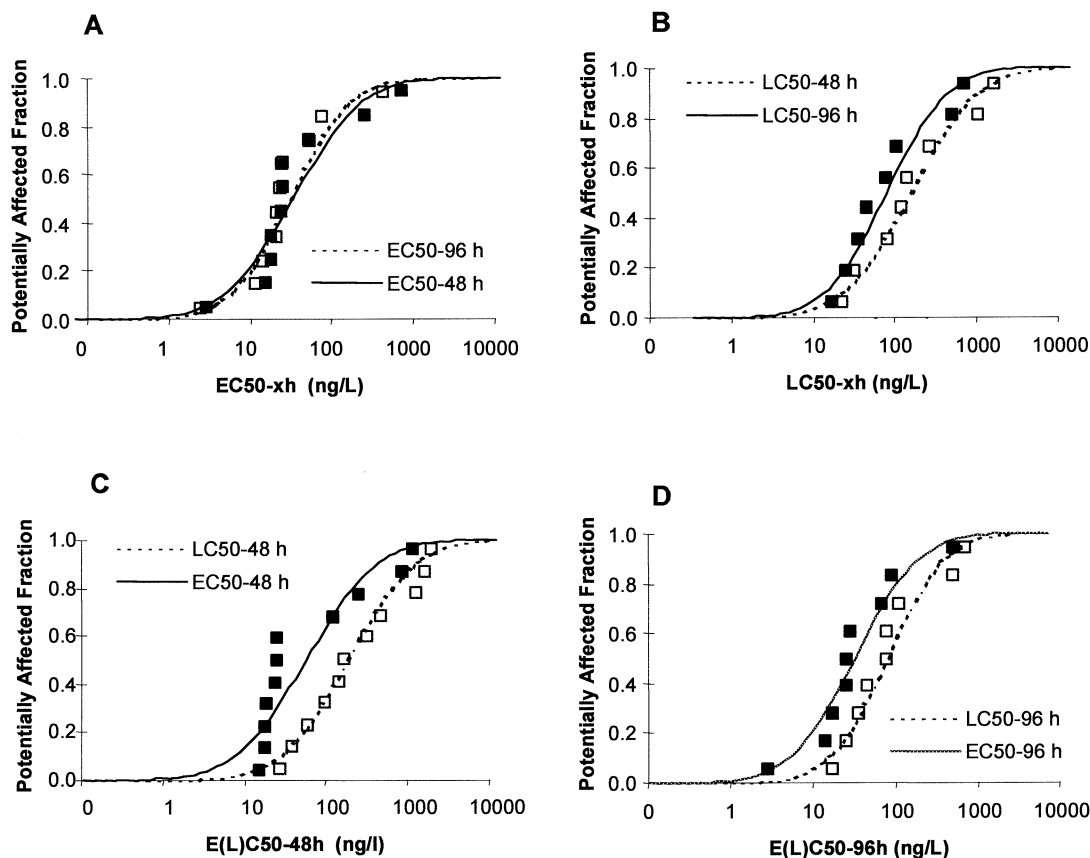 A
Potentially Affected Fraction
1.0
0.8
0.6
0.4
0.2
0.0
EC50-96 h
EC50-48 h
0 1 10 100 1000 10000
EC50-xh (ng/L)
B
Potentially Affected Fraction
1.0
0.8
0.6
0.4
0.2
0.0
LC50-48 h
LC50-96 h
0 1 10 100 1000 10000
LC50-xh (ng/L)
C
Potentially Affected Fraction
1.0
0.8
0.6
0.4
0.2
0.0
LC50-48 h
EC50-48 h
0 1 10 100 1000 10000
E(L)C50-48h (ng/l)
D
Potentially Affected Fraction
1.0
0.8
0.6
0.4
0.2
0.0
LC50-96 h
EC50-96 h
0 1 10 100 1000 10000
E(L)C50-96h (ng/L)